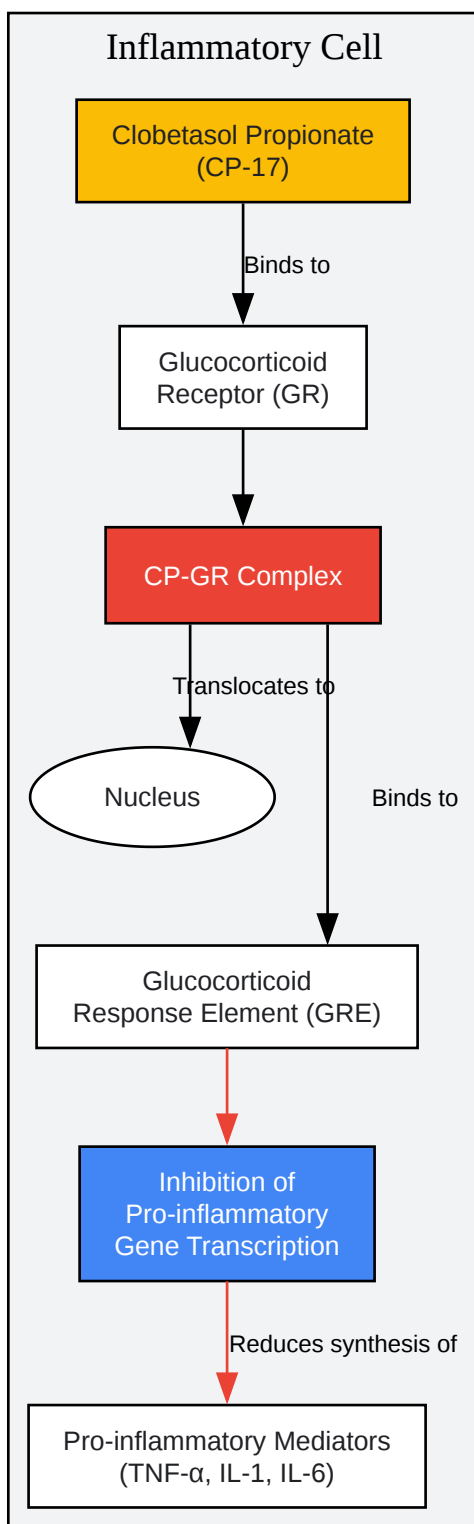 Inflammatory Cell
Clobetasol Propionate
(CP-17)
Binds to
Glucocorticoid
Receptor (GR)
CP-GR Complex
Translocates to
Nucleus
Binds to
Glucocorticoid
Response Element (GRE)
Inhibition of
Pro-inflammatory
Gene Transcription
Reduces synthesis of
Pro-inflammatory Mediators
(TNF-α, IL-1, IL-6)